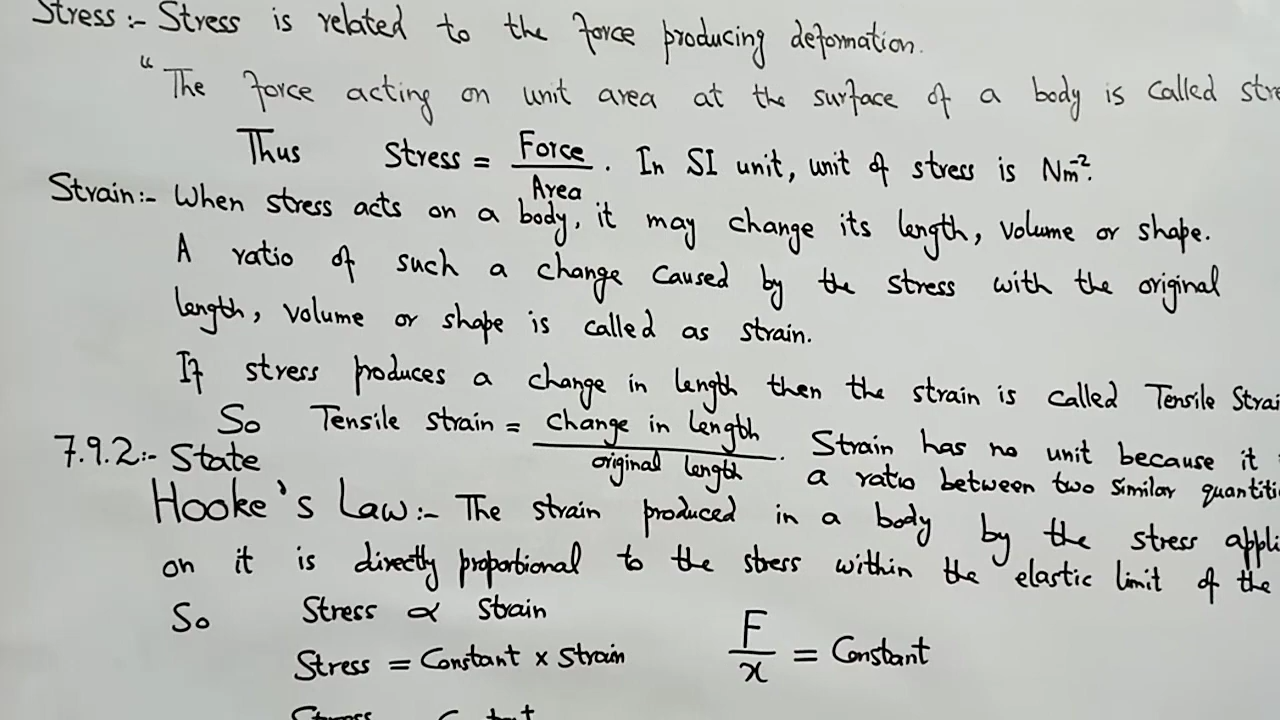 Stress :- Stress is related to the force producing deformation.
" The force acting on unit area at the surface of a body is called
Thus Stress = Force / Area . In SI unit, unit of stress is Nm⁻².
Strain:- When stress acts on a body, it may change its length, volume or shape.
A ratio of such a change caused by the stress with the original
length, volume or shape is called as strain.
If stress produces a change in length then the strain is called Tensile
So Tensile strain = change in length / original length . Strain has no unit because it
a ratio between two similar
7.9.2:- State
Hooke's Law:- The strain produced in a body by the stress
on it is directly proportional to the stress within the elastic limit of the
So Stress ∝ Strain
Stress = Constant x Strain
F / x = Constant